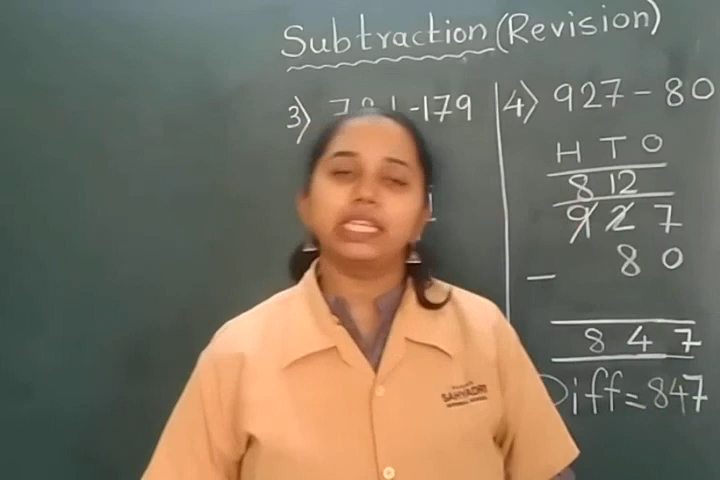 Subtraction (Revision)
3) -179
4) 927 - 80
H T O
8 12
9 2 7
- 8 0
8 4 7
Diff = 847
SAHYADRI